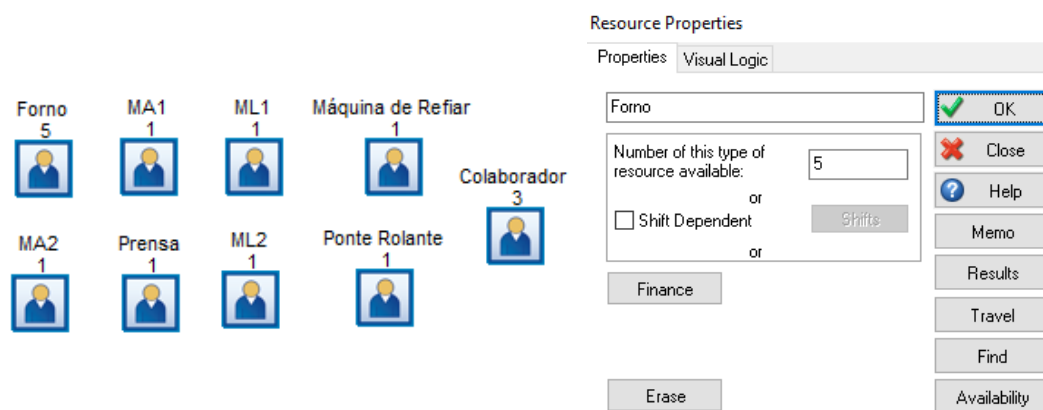 Forno
5
MA1
1
ML1
1
Máquina de Refiar
1
Colaborador
3
MA2
1
Prensa
1
ML2
1
Ponte Rolante
1
Resource Properties
Properties
Visual Logic
Forno
Number of this type of
resource available:
5
or
Shift Dependent
Shifts
or
Finance
Erase
OK
Close
Help
Memo
Results
Travel
Find
Availability